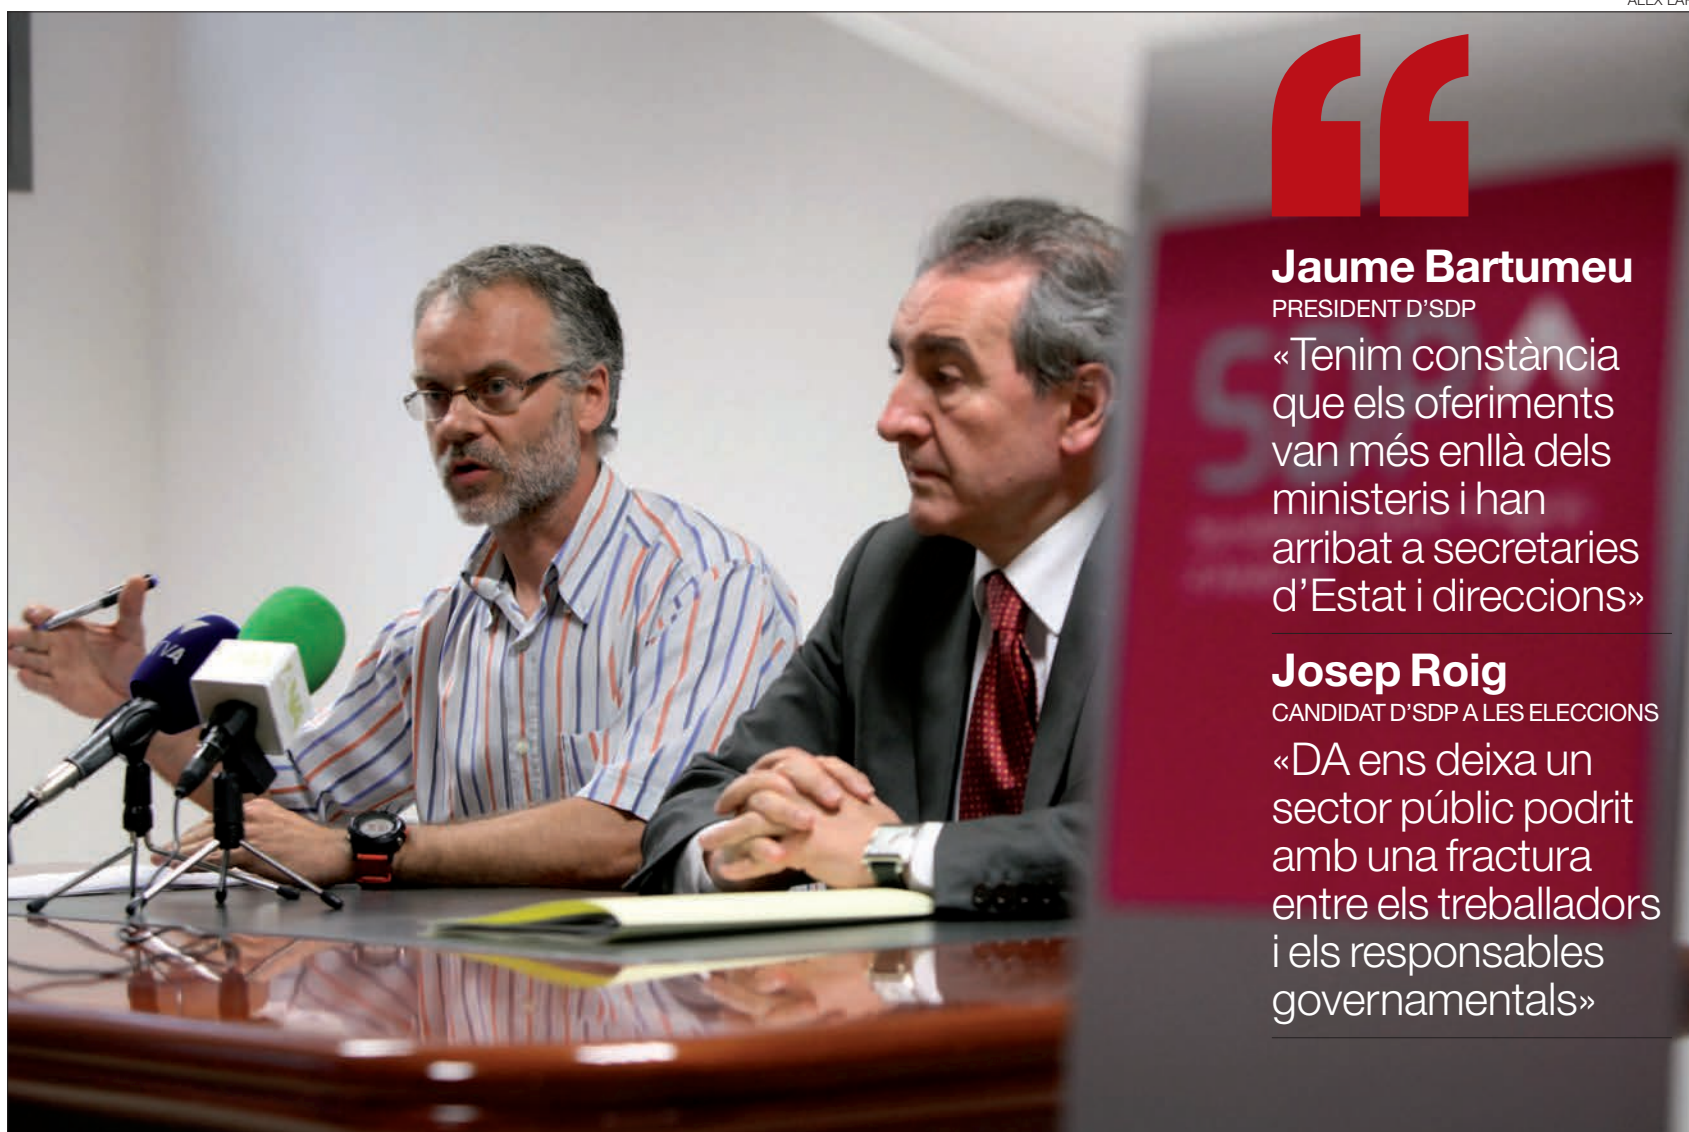 Jaume Bartumeu
PRESIDENT D'SDP
«Tenim constància
que els oferiments
van més enllà dels
ministeris i han
arribat a secretaries
d'Estat i direccions»
Josep Roig
CANDIDAT D'SDP A LES ELECCIONS
«DA ens deixa un
sector públic podrit
amb una fractura
entre els treballadors
i els responsables
governamentals»
SDP
TVA